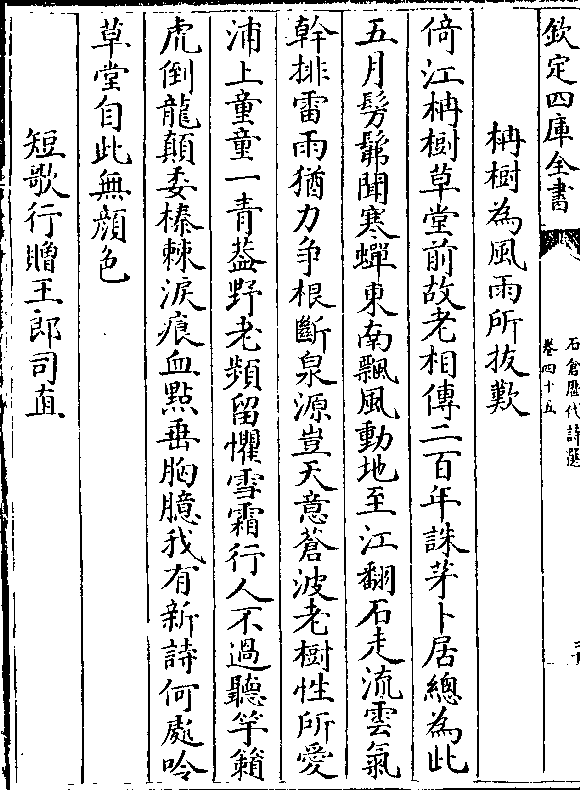 欽定四庫全書
石倉歷代詩選
卷四十五
枏樹為風雨所拔歎
倚江枏樹草堂前故老相傳二百年誅茅卜居總為此
五月髣髴聞寒蟬東南飄風動地至江翻石走流雲氣
幹排雷雨猶力争根斷泉源豈天意蒼波老樹性所愛
浦上童童一青葢野老頻留懼雪霜行人不過聽竽籟
虎倒龍顛委榛棘淚痕血點垂胸臆我有新詩何處吟
草堂自此無顔色
短歌行贈王郎司直